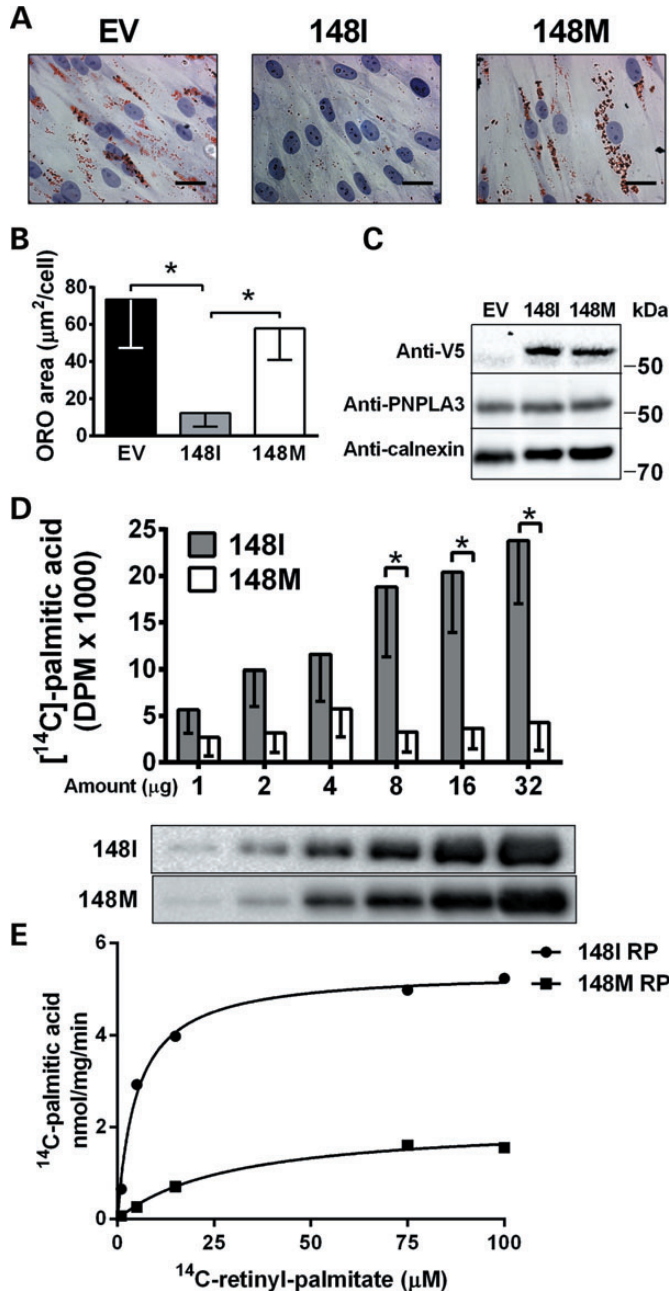 A
EV 148I 148M
B
ORO area (μm²/cell)
80
60
40
20
0
* *
EV 148I 148M
C
EV 148I 148M kDa
Anti-V5
50
Anti-PNPLA3 50
Anti-calnexin
70
D
[¹⁴C]-palmitic acid
(DPM x 1000)
25
20
15
10
5
0
148I
148M
* * *
Amount (μg) 1 2 4 8 16 32
148I
148M
E
¹⁴C-palmitic acid
nmol/mg/min
6
4
2
0
148I RP
148M RP
0 25 50 75 100
¹⁴C-retinyl-palmitate (μM)